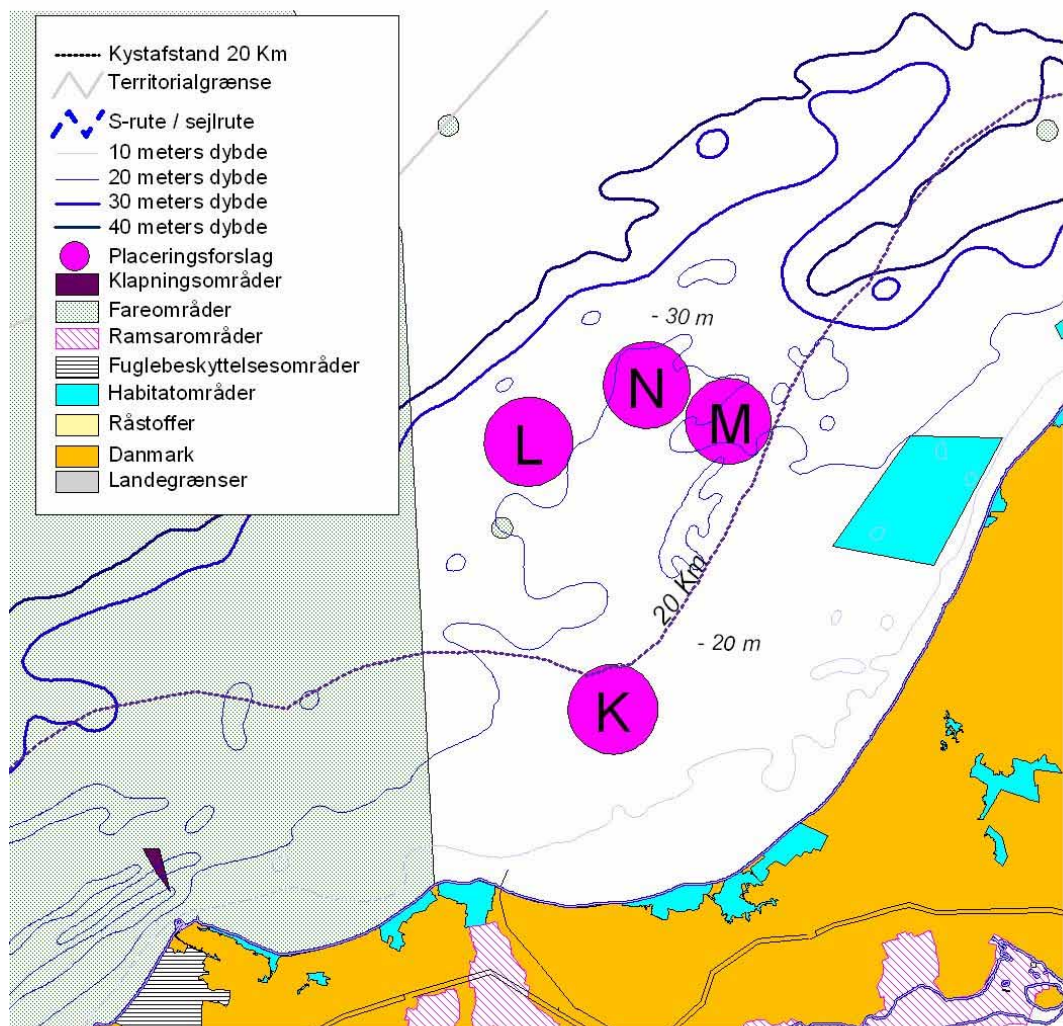 Kystafstand 20 Km
Territorialgrænse
S-rute / sejlrute
10 meters dybde
20 meters dybde
30 meters dybde
40 meters dybde
Placeringsforslag
Klapningsområder
Fareområder
Ramsarområder
Fuglebeskyttelsesområder
Habitatområder
Råstoffer
Danmark
Landegrænser
- 30 m
N
M
L
20 Km
- 20 m
K